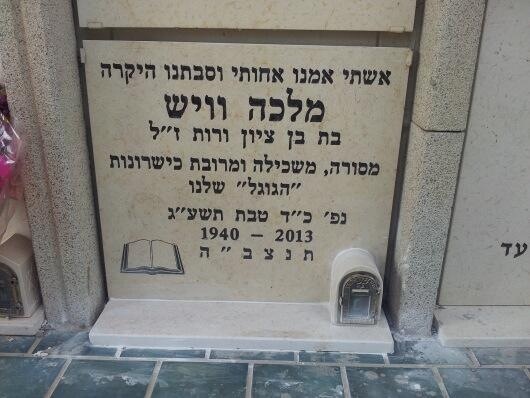 אשתי אמנו אחותי וסבתנו היקרה
מלכה ווייש
בת בן ציון ורות ז״ל
מסורה, משכילה ומרובת כישרונות
״הגוגל״ שלנו
נפ׳ כ״ד טבת תשע״ג
1940 – 2013
ת נ צ ב ״ ה
עד